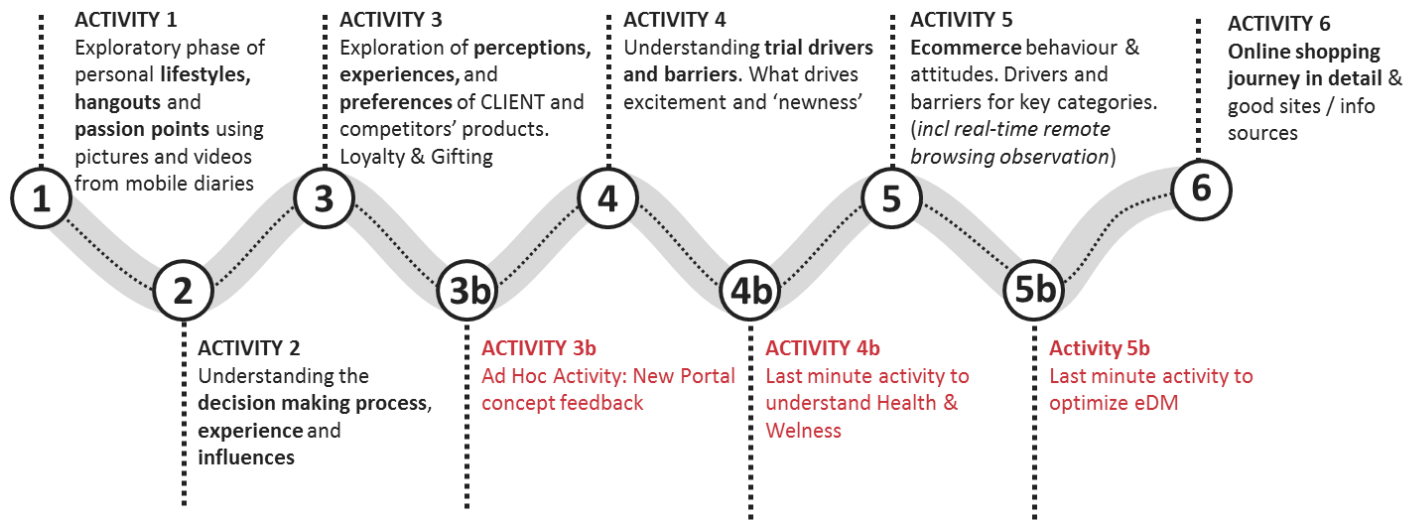 ACTIVITY 1
Exploratory phase of
personal lifestyles,
hangouts and
passion points using
pictures and videos
from mobile diaries
ACTIVITY 3
Exploration of perceptions,
experiences, and
preferences of CLIENT and
competitors’ products.
Loyalty & Gifting
ACTIVITY 4
Understanding trial drivers
and barriers. What drives
excitement and ‘newness’
ACTIVITY 5
Ecommerce behaviour &
attitudes. Drivers and
barriers for key categories.
(incl real-time remote
browsing observation)
ACTIVITY 6
Online shopping
journey in detail &
good sites / info
sources
1
2
3
3b
4
4b
5
5b
6
ACTIVITY 2
Understanding the
decision making process,
experience and
influences
ACTIVITY 3b
Ad Hoc Activity: New Portal
concept feedback
ACTIVITY 4b
Last minute activity to
understand Health &
Welness
Activity 5b
Last minute activity to
optimize eDM